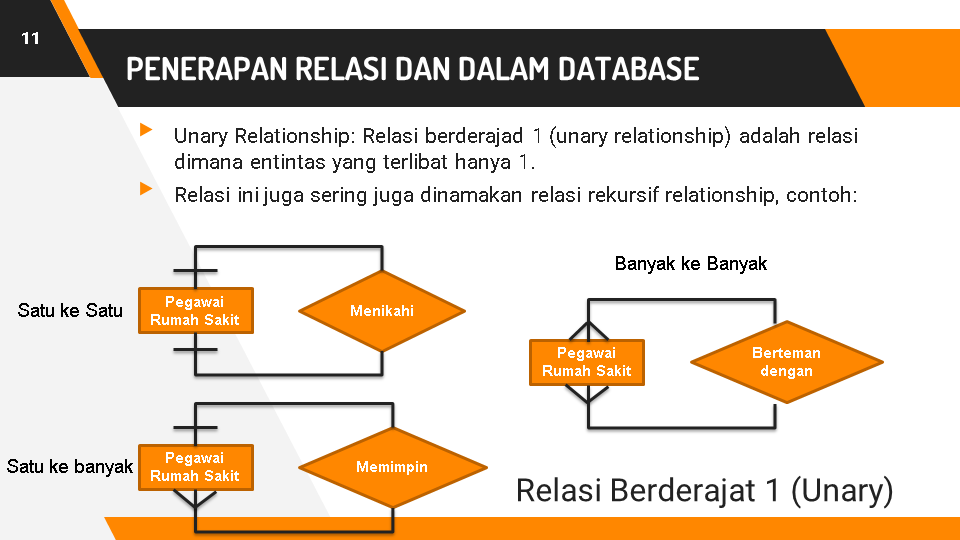 11
PENERAPAN RELASI DAN DALAM DATABASE
Unary Relationship: Relasi berderajad 1 (unary relationship) adalah relasi
dimana entintas yang terlibat hanya 1.
Relasi ini juga sering juga dinamakan relasi rekursif relationship, contoh:
Satu ke Satu
Pegawai
Rumah Sakit
Menikahi
Banyak ke Banyak
Pegawai
Rumah Sakit
Berteman
dengan
Satu ke banyak
Pegawai
Rumah Sakit
Memimpin
Relasi Berderajat 1 (Unary)